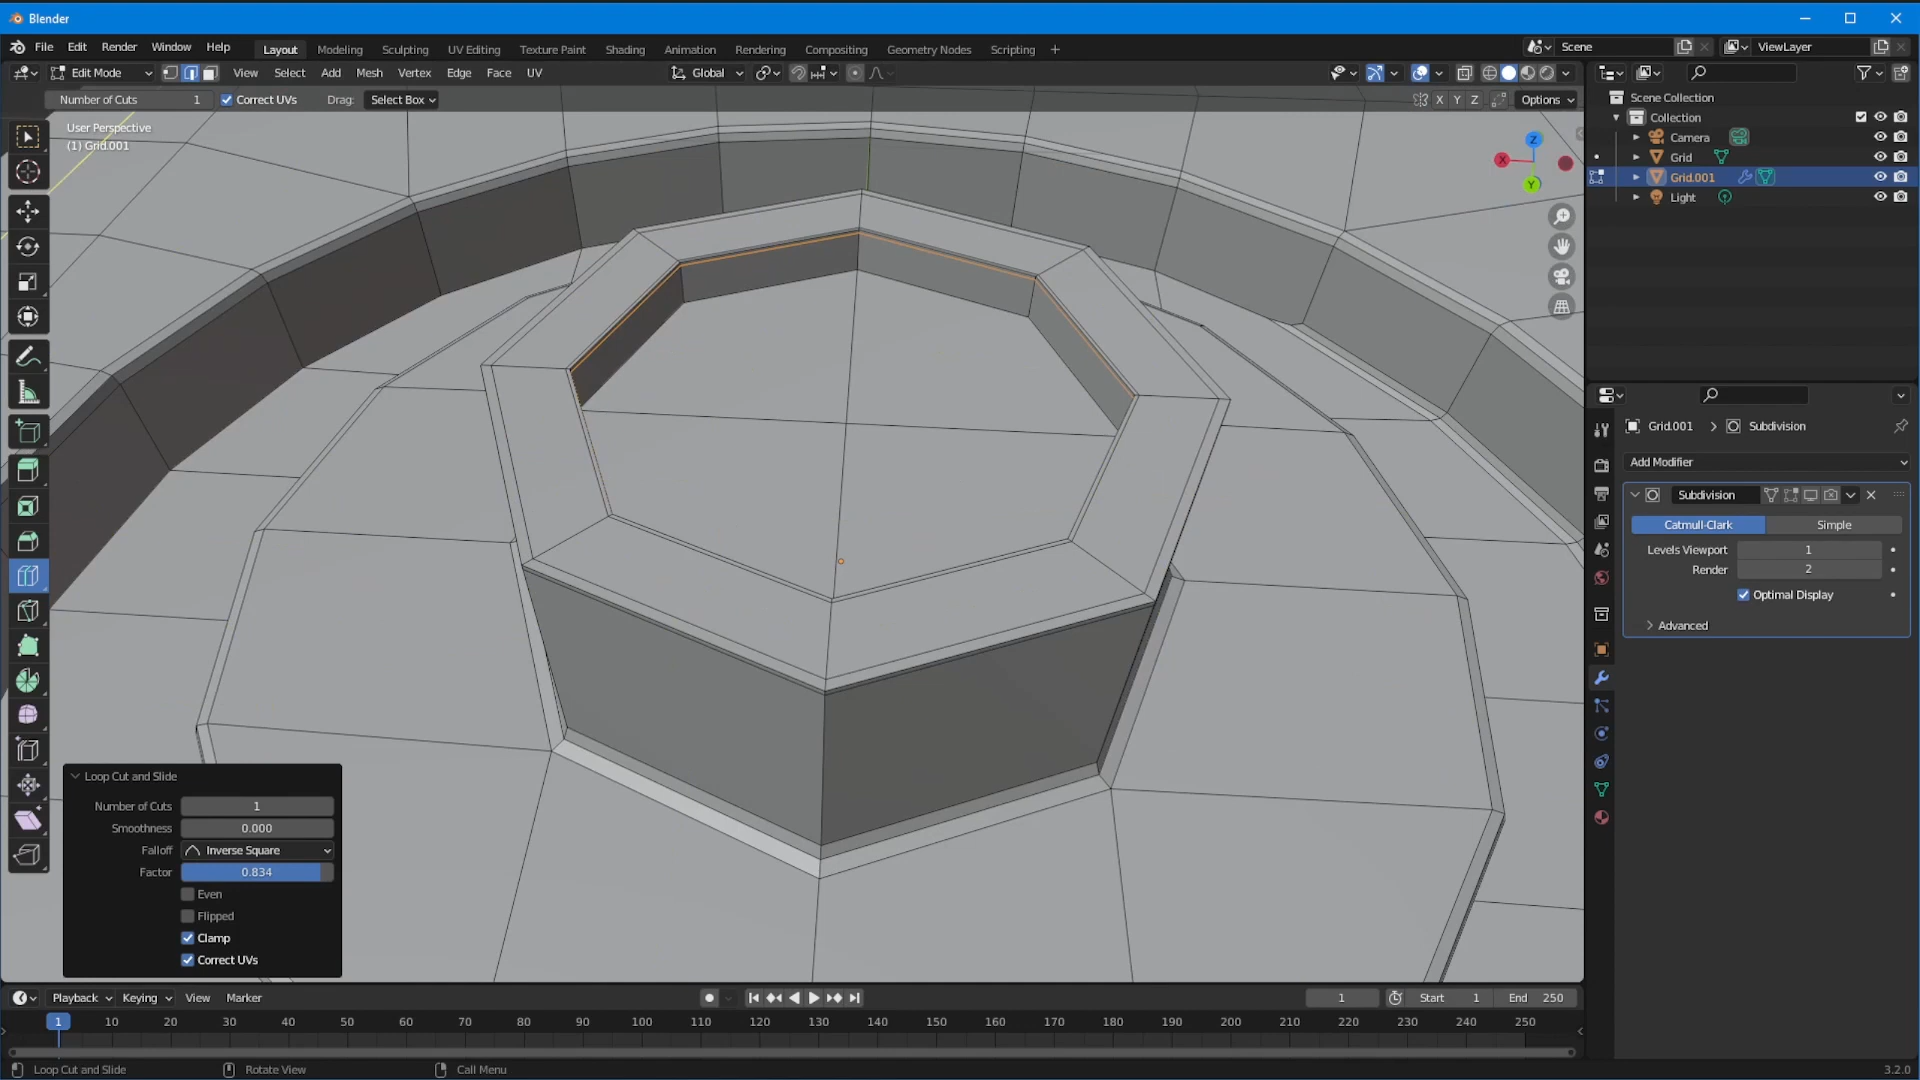 Blender
File Edit Render Window Help
Layout Modeling Sculpting UV Editing Texture Paint Shading Animation Rendering Compositing Geometry Nodes Scripting +
Scene
ViewLayer
Edit Mode
View Select Add Mesh Vertex Edge Face UV
Global
Number of Cuts 1
Correct UVs
Drag: Select Box
X Y Z
Options
User Perspective
(1) Grid.001
Z
X
Y
Scene Collection
Collection
Camera
Grid
Grid.001
Light
Grid.001 > Subdivision
Add Modifier
Subdivision
Catmull-Clark Simple
Levels Viewport 1
Render 2
Optimal Display
Advanced
Loop Cut and Slide
Number of Cuts 1
Smoothness 0.000
Falloff Inverse Square
Factor 0.834
Even
Flipped
Clamp
Correct UVs
Playback Keying View Marker
1
Start 1
End 250
1 10 20 30 40 50 60 70 80 90 100 110 120 130 140 150 160 170 180 190 200 210 220 230 240 250
Loop Cut and Slide
Rotate View
Call Menu
3.2.0